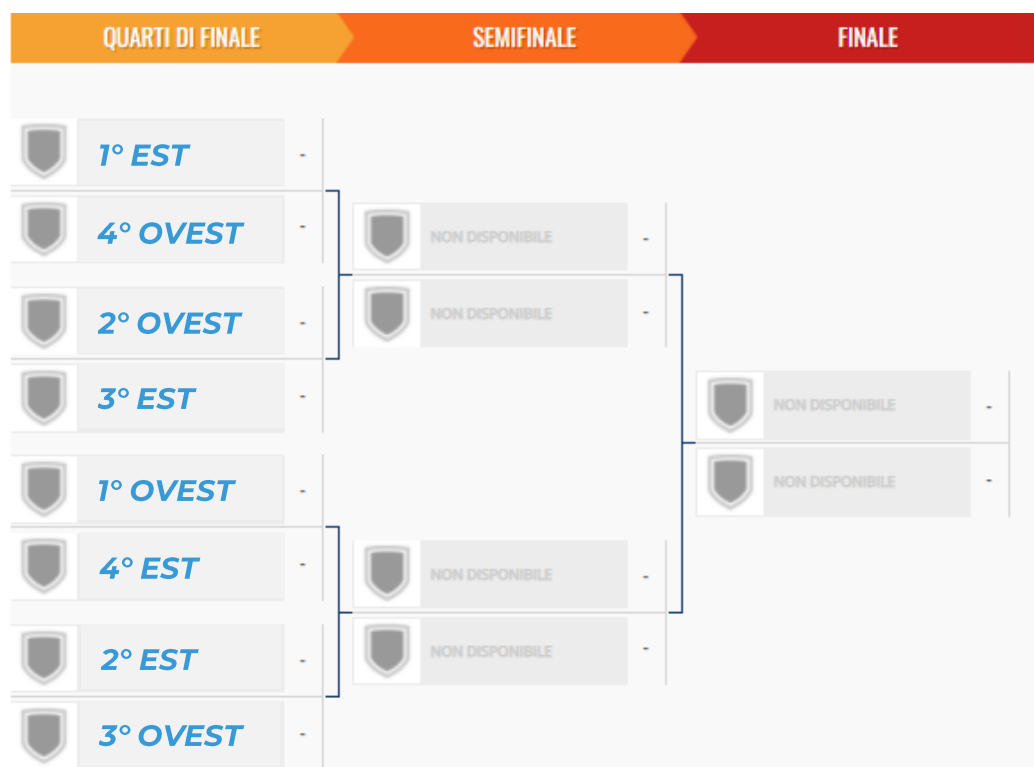 QUARTI DI FINALE
SEMIFINALE
FINALE
1° EST
-
4° OVEST
-
2° OVEST
-
3° EST
-
1° OVEST
-
4° EST
-
2° EST
-
3° OVEST
-
NON DISPONIBILE
-
NON DISPONIBILE
-
NON DISPONIBILE
-
NON DISPONIBILE
-
NON DISPONIBILE
-
NON DISPONIBILE
-